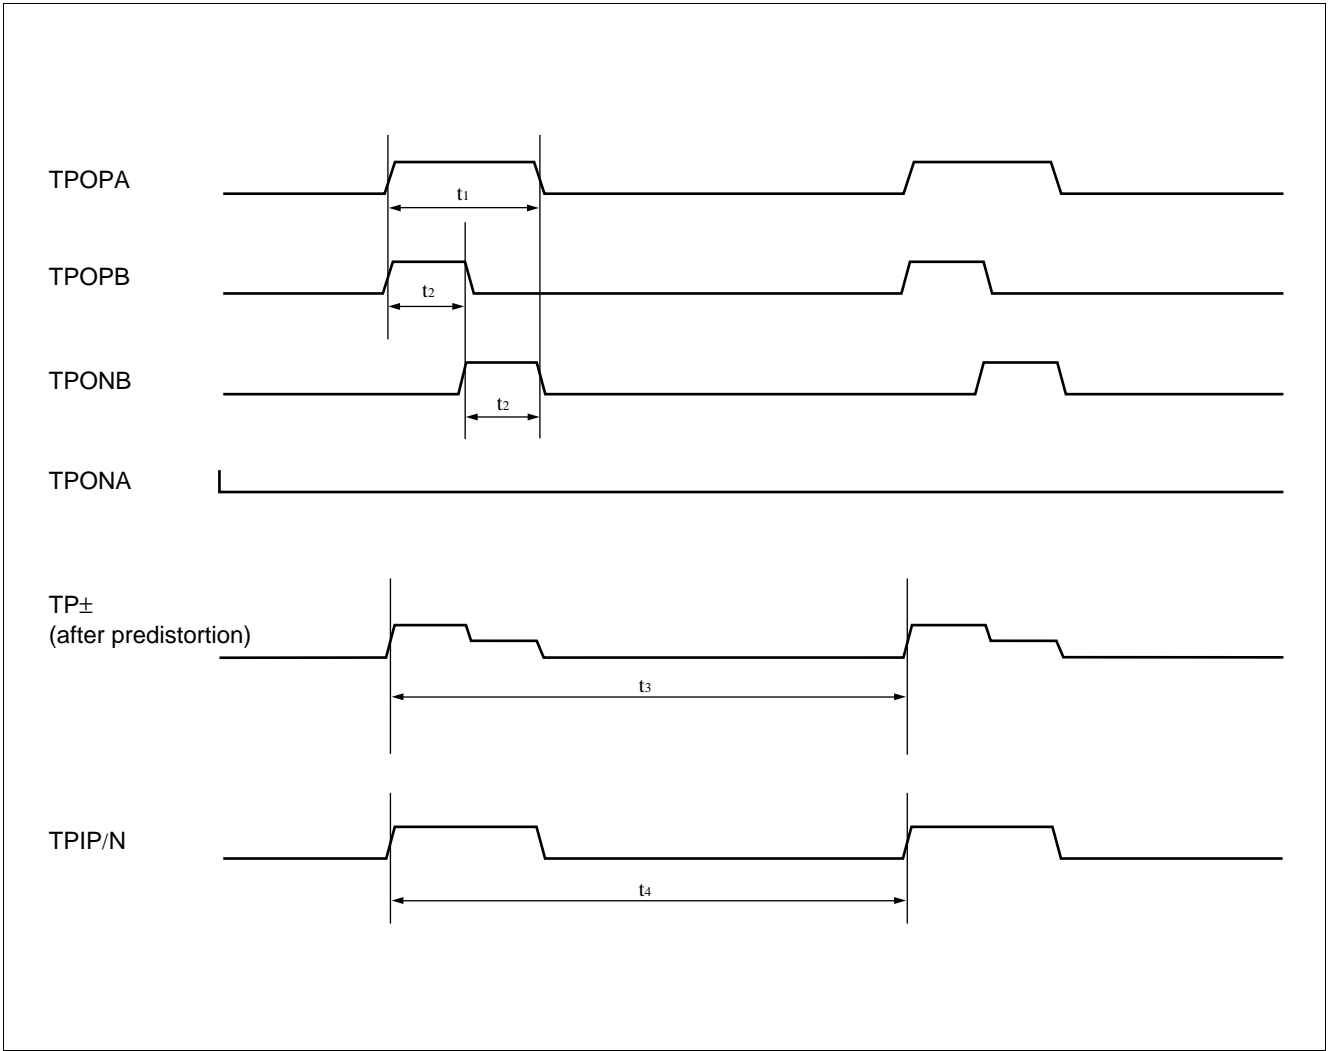 TPOPA
t1
TPOPB
t2
TPONB
t2
TPONA
TP±
(after predistortion)
t3
TPIP/N
t4